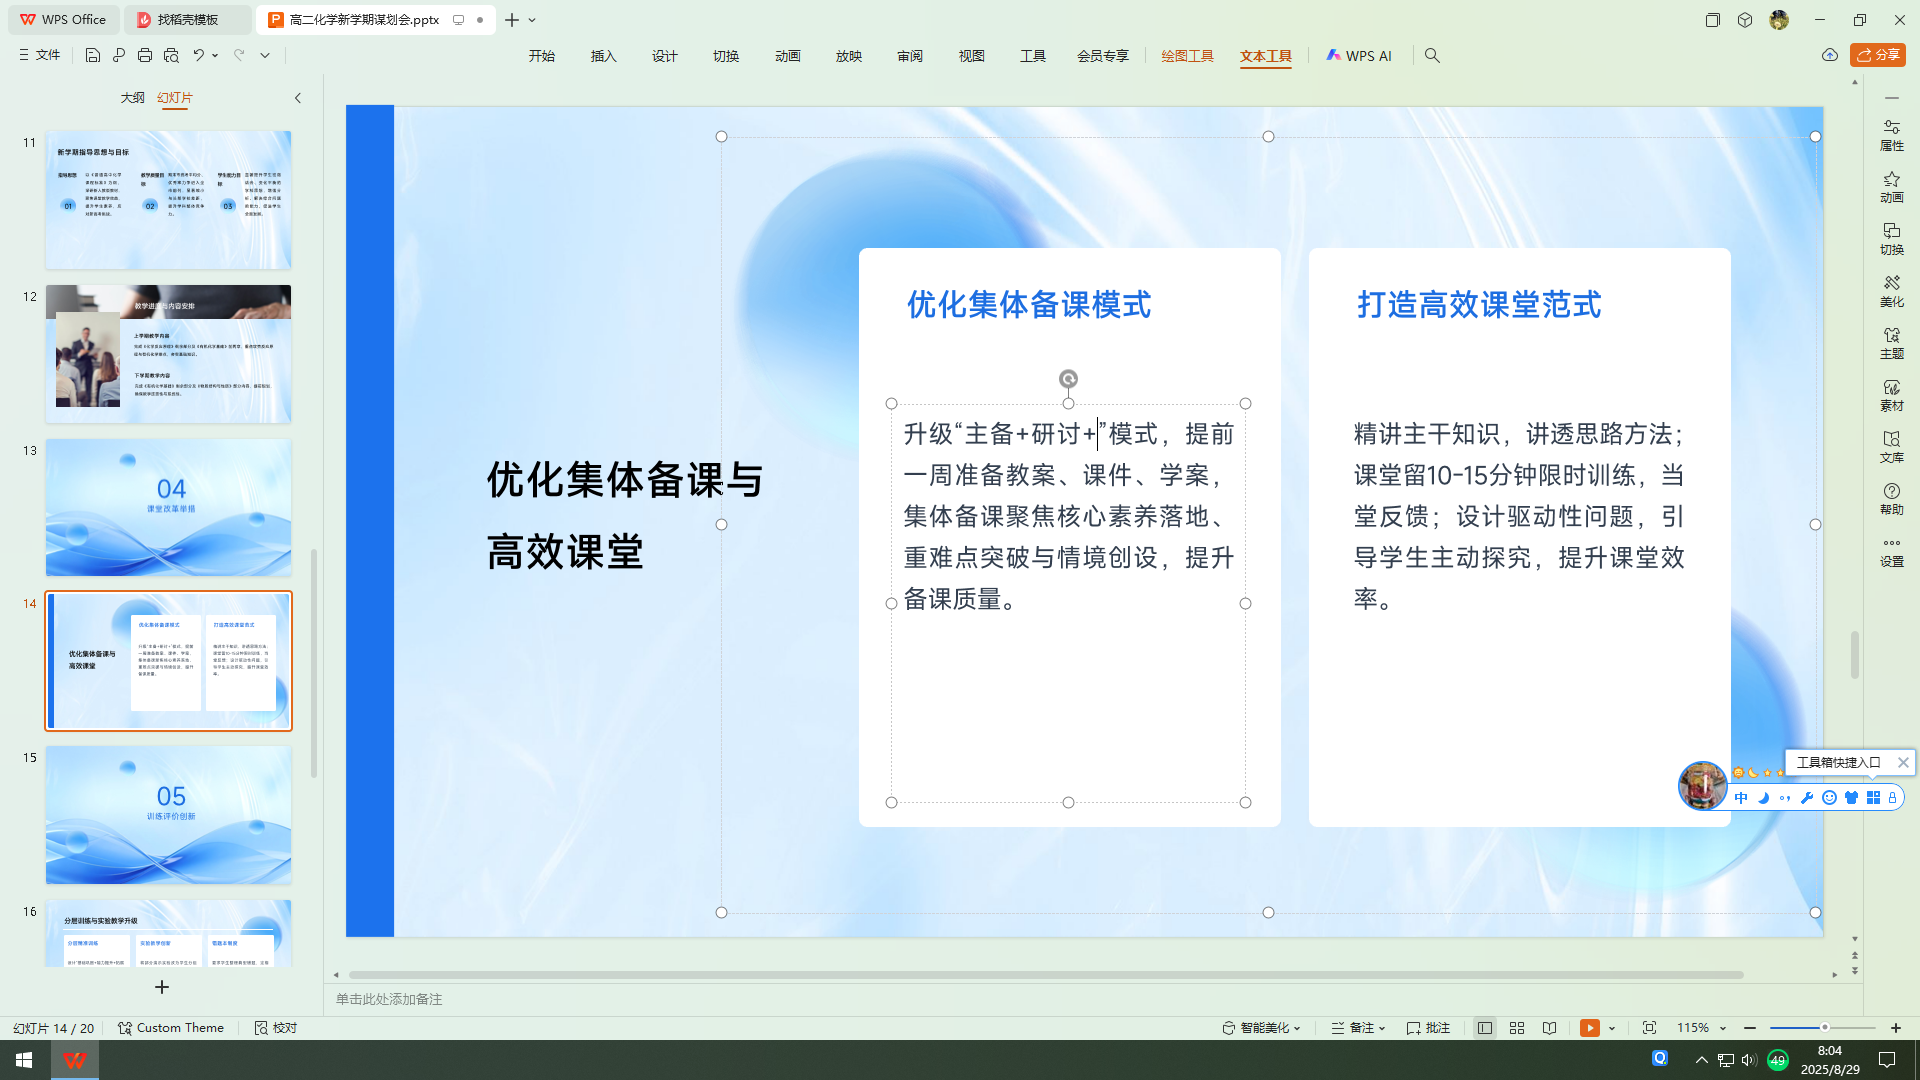 WPS Office
找稻壳模板
高二化学新学期谋划会.pptx
文件
开始
插入
设计
切换
动画
放映
审阅
视图
工具
会员专享
绘图工具
文本工具
WPS AI
分享
大纲
幻灯片
11
新学期指导思想与目标
指导思想
01
教学质量目标
02
学生能力目标
03
12
教学进度与内容安排
上学期教学内容
下学期教学内容
13
04
课堂改革举措
14
优化集体备课与
高效课堂
优化集体备课模式
打造高效课堂范式
15
05
训练评价创新
16
分层训练与实验教学升级
分层精准训练
实验教学创新
错题本管理
优化集体备课与
高效课堂
优化集体备课模式
升级“主备+研讨+”模式，提前
一周准备教案、课件、学案，
集体备课聚焦核心素养落地、
重难点突破与情境创设，提升
备课质量。
打造高效课堂范式
精讲主干知识，讲透思路方法；
课堂留10-15分钟限时训练，当
堂反馈；设计驱动性问题，引
导学生主动探究，提升课堂效
率。
属性
动画
切换
美化
主题
素材
文库
帮助
设置
工具箱快捷入口
中
单击此处添加备注
幻灯片 14 / 20
Custom Theme
校对
智能美化
备注
批注
115%
49
8:04
2025/8/29